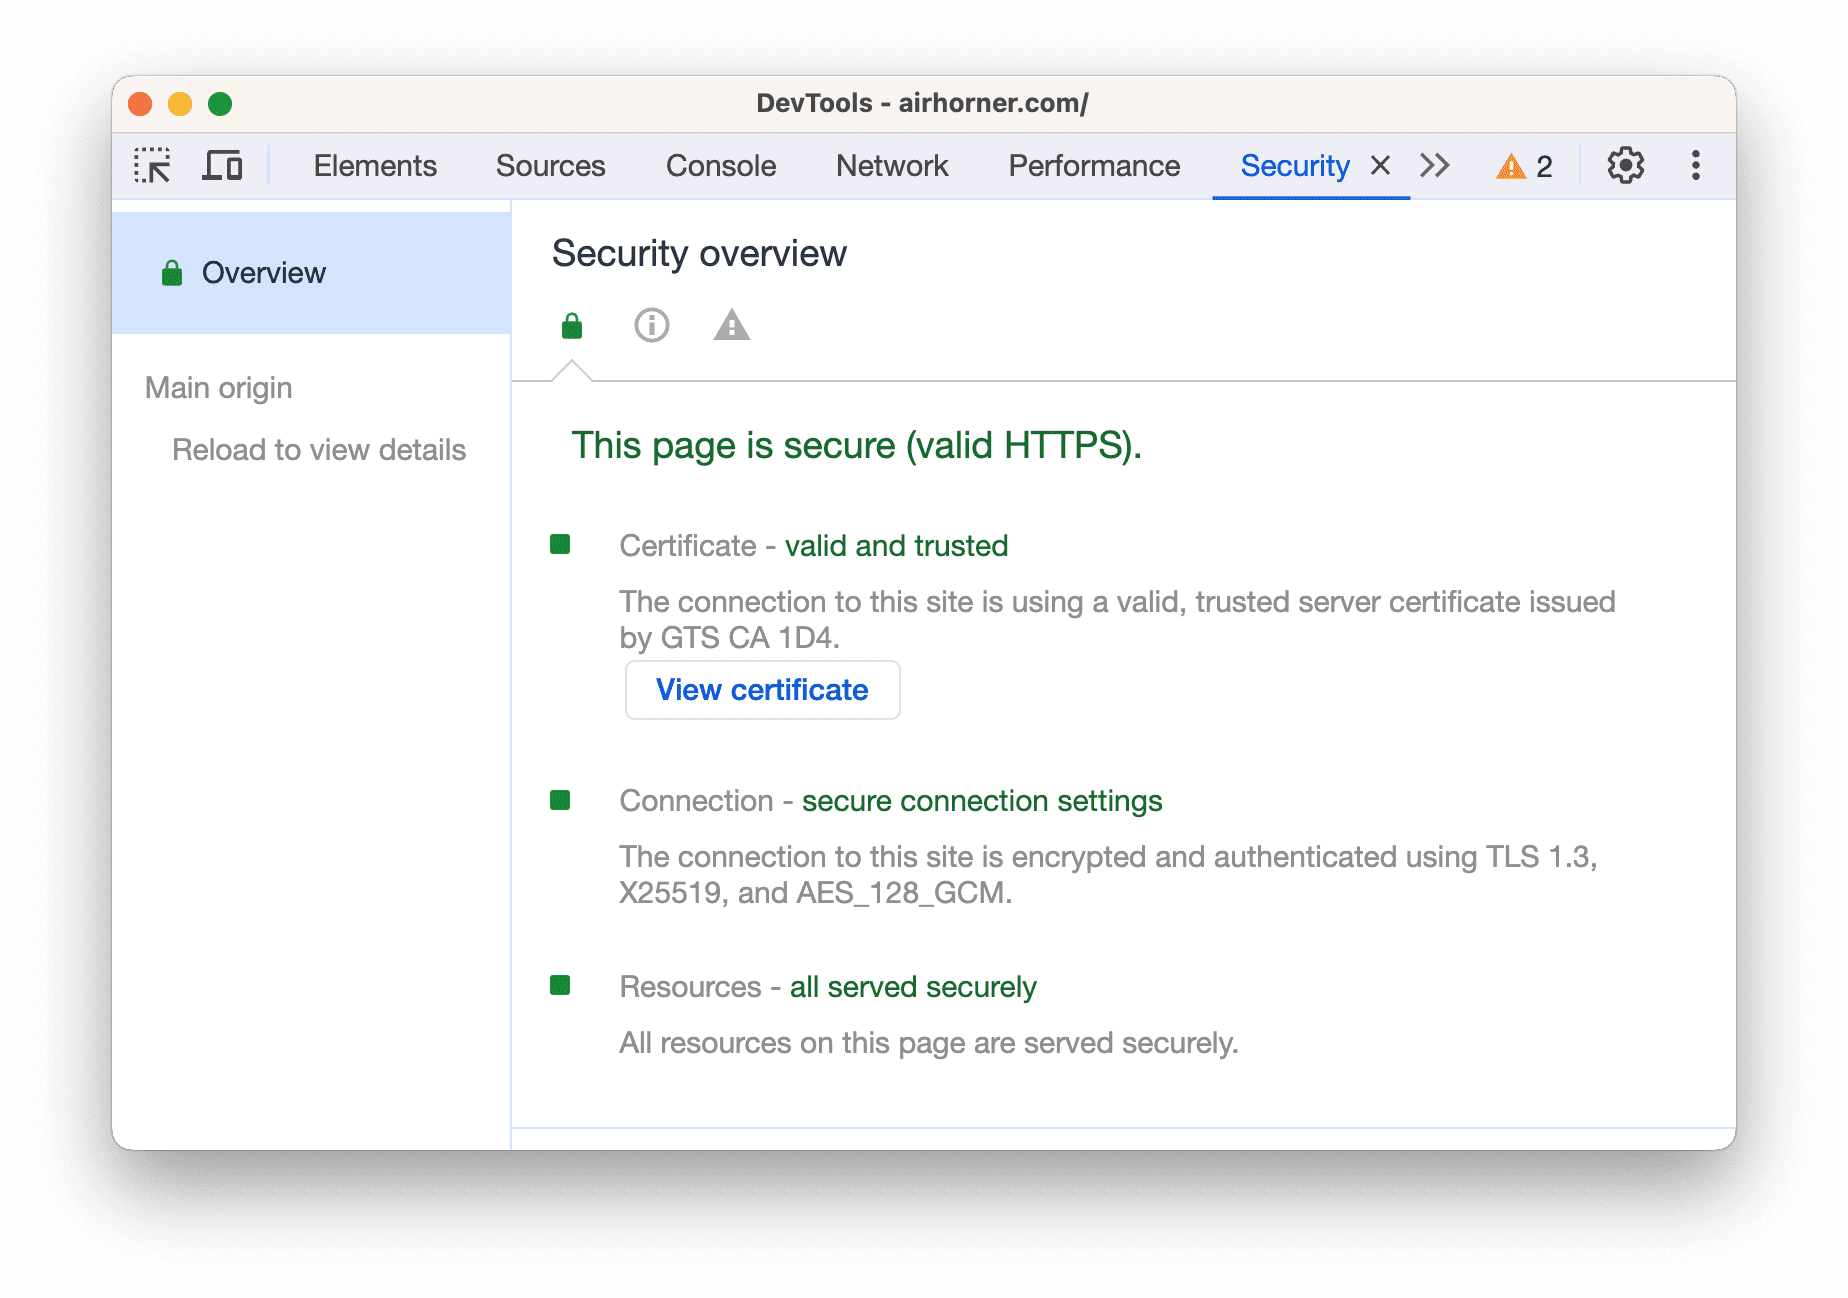 DevTools - airhorner.com/
Elements Sources Console Network Performance Security 2
Overview
Main origin
Reload to view details
Security overview
This page is secure (valid HTTPS).
Certificate - valid and trusted
The connection to this site is using a valid, trusted server certificate issued
by GTS CA 1D4.
View certificate
Connection - secure connection settings
The connection to this site is encrypted and authenticated using TLS 1.3,
X25519, and AES_128_GCM.
Resources - all served securely
All resources on this page are served securely.